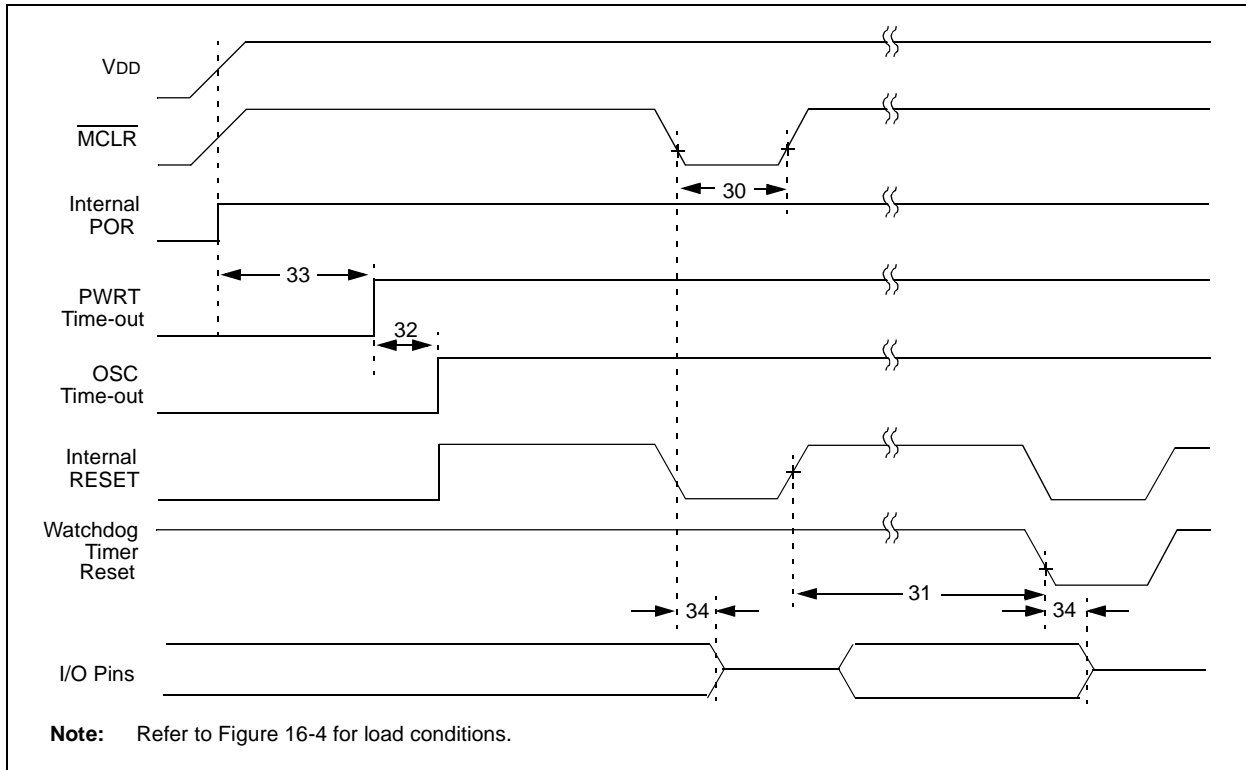 VDD
MCLR
30
Internal
POR
33
PWRT
Time-out
32
OSC
Time-out
Internal
RESET
Watchdog
Timer
Reset
31
34
34
I/O Pins
Note: Refer to Figure 16-4 for load conditions.